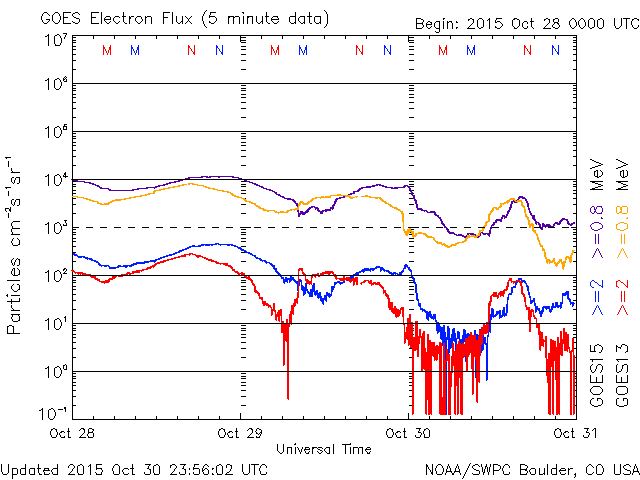 GOES Electron Flux (5 minute data)
Begin: 2015 Oct 28 0000 UTC
10⁷
M M N N M M N N M M N N
10⁶
10⁵
10⁴
10³
10²
10¹
10⁰
10⁻¹
Particles cm⁻²s⁻¹sr⁻¹
Oct 28 Oct 29 Oct 30 Oct 31
Universal Time
GOES15 >=2 >=0.8 MeV
GOES13 >=2 >=0.8 MeV
Updated 2015 Oct 30 23:56:02 UTC
NOAA/SWPC Boulder, CO USA